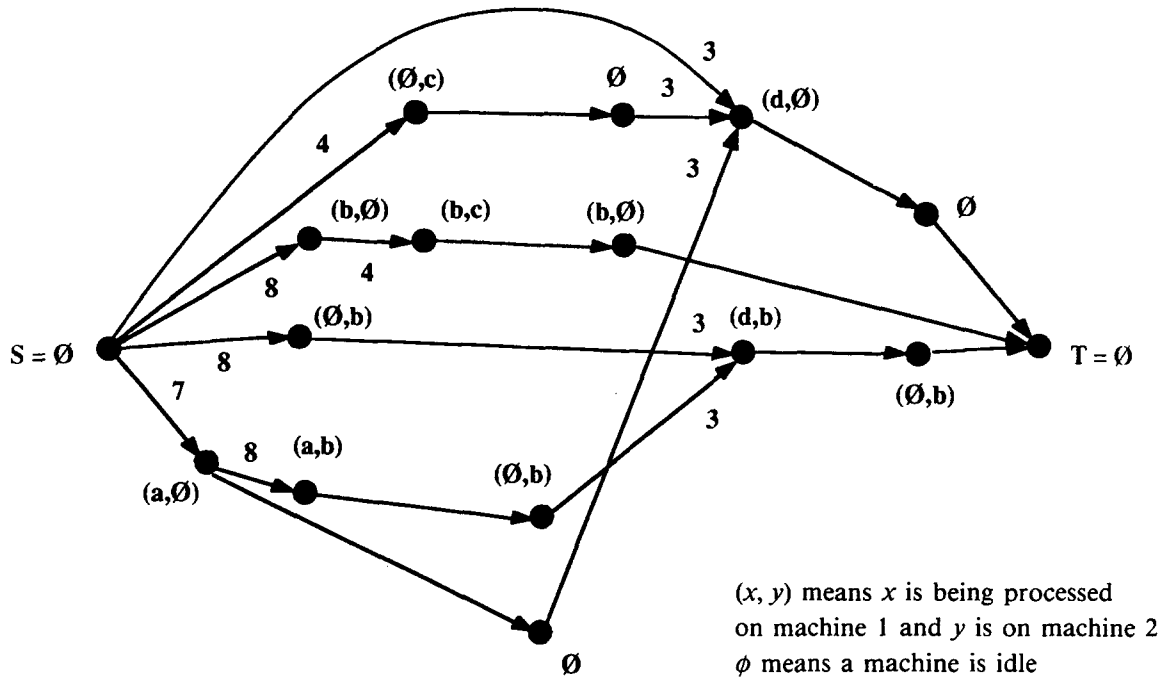 3
(Ø,c)
Ø
3
(d,Ø)
4
3
(b,Ø)
(b,c)
(b,Ø)
Ø
8
4
(Ø,b)
3
(d,b)
S = Ø
8
T = Ø
7
(Ø,b)
3
8
(a,b)
(Ø,b)
(a,Ø)
(x, y) means x is being processed
on machine 1 and y is on machine 2
Ø
ϕ means a machine is idle